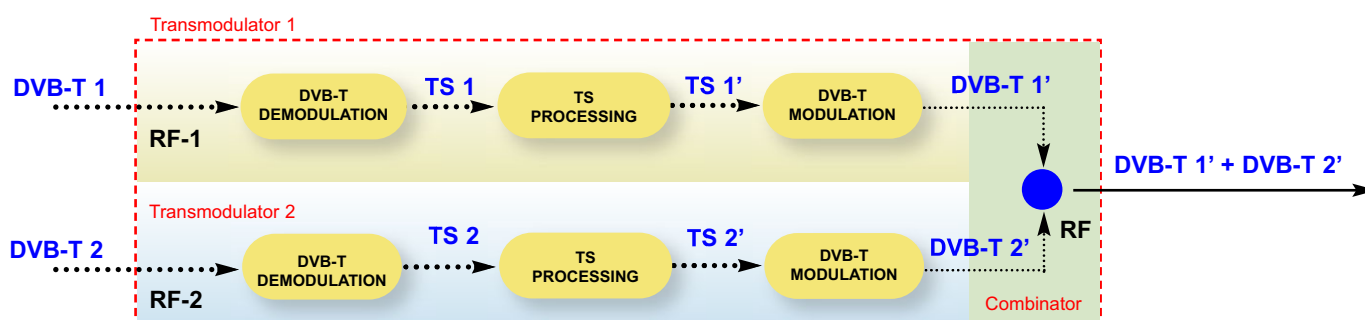 Transmodulator 1
DVB-T 1
RF-1
DVB-T
DEMODULATION
TS 1
TS
PROCESSING
TS 1’
DVB-T
MODULATION
DVB-T 1’
DVB-T 1’ + DVB-T 2’
RF
Transmodulator 2
DVB-T 2
RF-2
DVB-T
DEMODULATION
TS 2
TS
PROCESSING
TS 2’
DVB-T
MODULATION
DVB-T 2’
Combinator